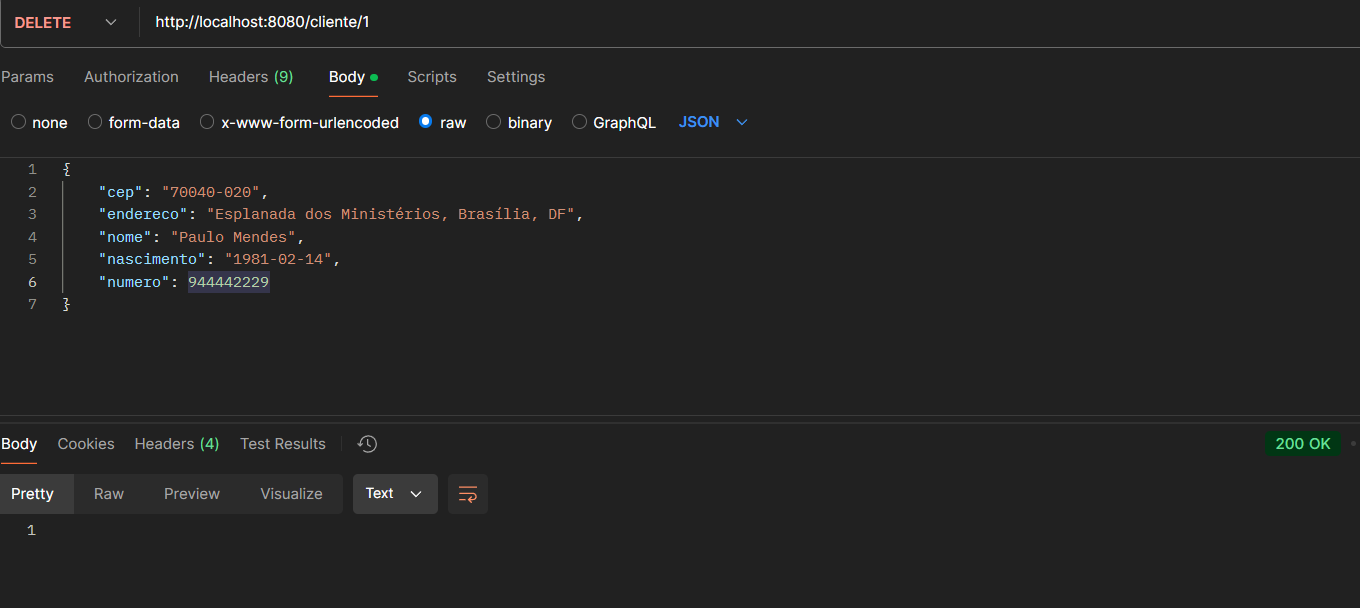 DELETE http://localhost:8080/cliente/1
Params Authorization Headers (9) Body Scripts Settings
none form-data x-www-form-urlencoded raw binary GraphQL JSON
1 {
2 "cep": "70040-020",
3 "endereco": "Esplanada dos Ministérios, Brasília, DF",
4 "nome": "Paulo Mendes",
5 "nascimento": "1981-02-14",
6 "numero": 944442229
7 }
Body Cookies Headers (4) Test Results 200 OK
Pretty Raw Preview Visualize Text
1